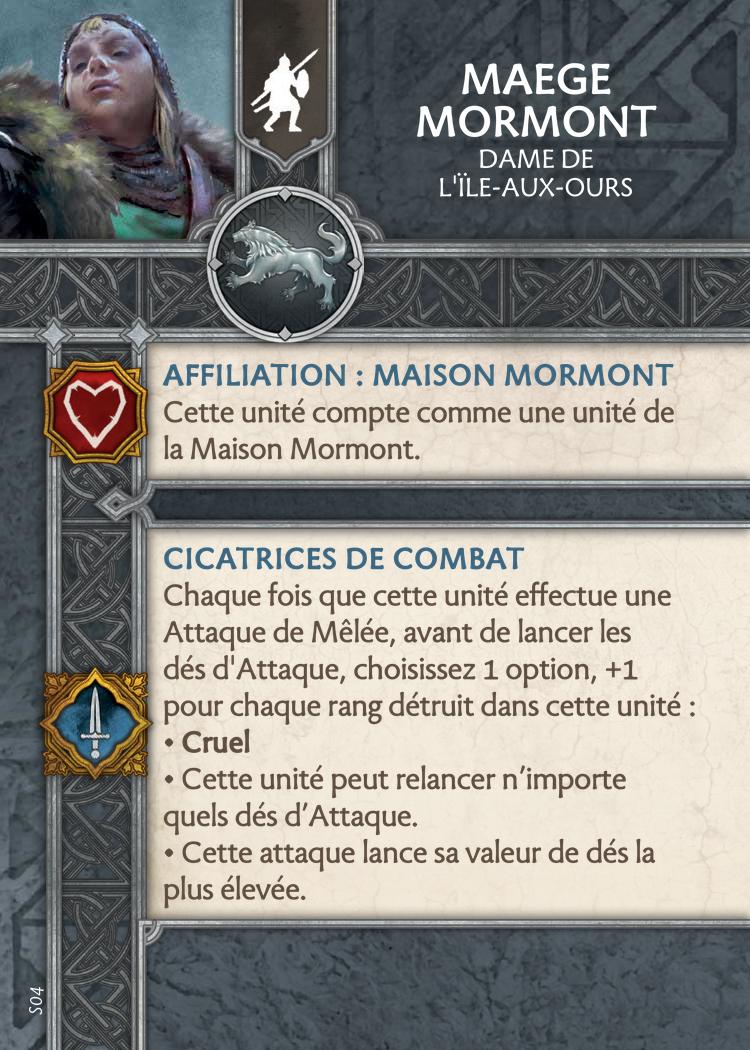 MAEGE
MORMONT
DAME DE
L'ÏLE-AUX-OURS
AFFILIATION : MAISON MORMONT
Cette unité compte comme une unité de
la Maison Mormont.
CICATRICES DE COMBAT
Chaque fois que cette unité effectue une
Attaque de Mêlée, avant de lancer les
dés d'Attaque, choisissez 1 option, +1
pour chaque rang détruit dans cette unité :
• Cruel
• Cette unité peut relancer n’importe
quels dés d’Attaque.
• Cette attaque lance sa valeur de dés la
plus élevée.
S04